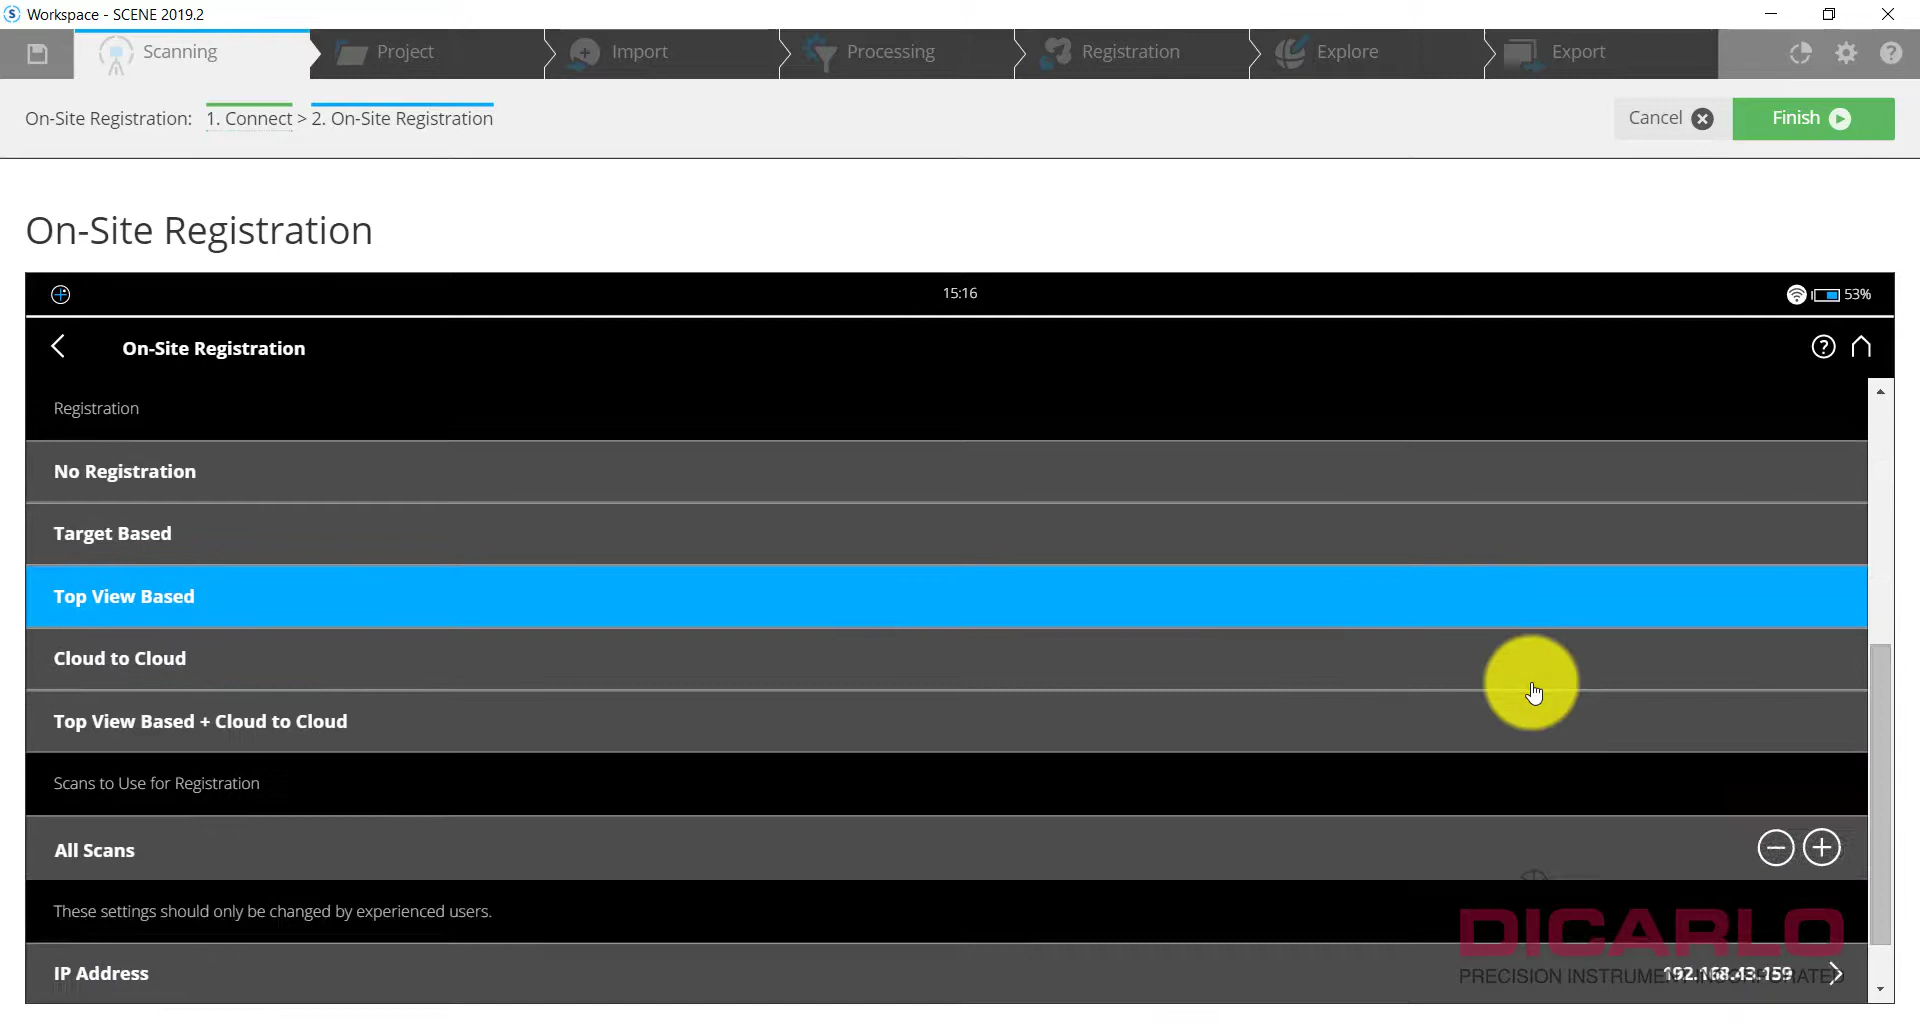 Workspace - SCENE 2019.2
Scanning
Project
Import
Processing
Registration
Explore
Export
On-Site Registration: 1. Connect > 2. On-Site Registration
Cancel
Finish
On-Site Registration
15:16
53%
On-Site Registration
Registration
No Registration
Target Based
Top View Based
Cloud to Cloud
Top View Based + Cloud to Cloud
Scans to Use for Registration
All Scans
These settings should only be changed by experienced users.
DICARLO
PRECISION INSTRUMENT INCORPORATED
IP Address
192.168.43.159